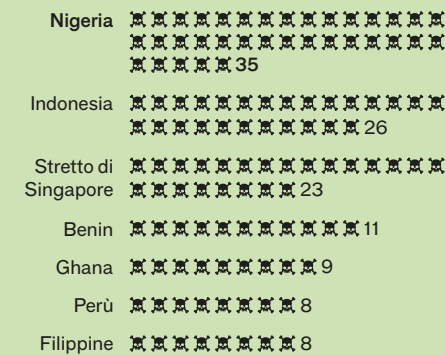 Nigeria
35
Indonesia
26
Stretto di
Singapore 23
Benin 11
Ghana 9
Perù 8
Filippine 8